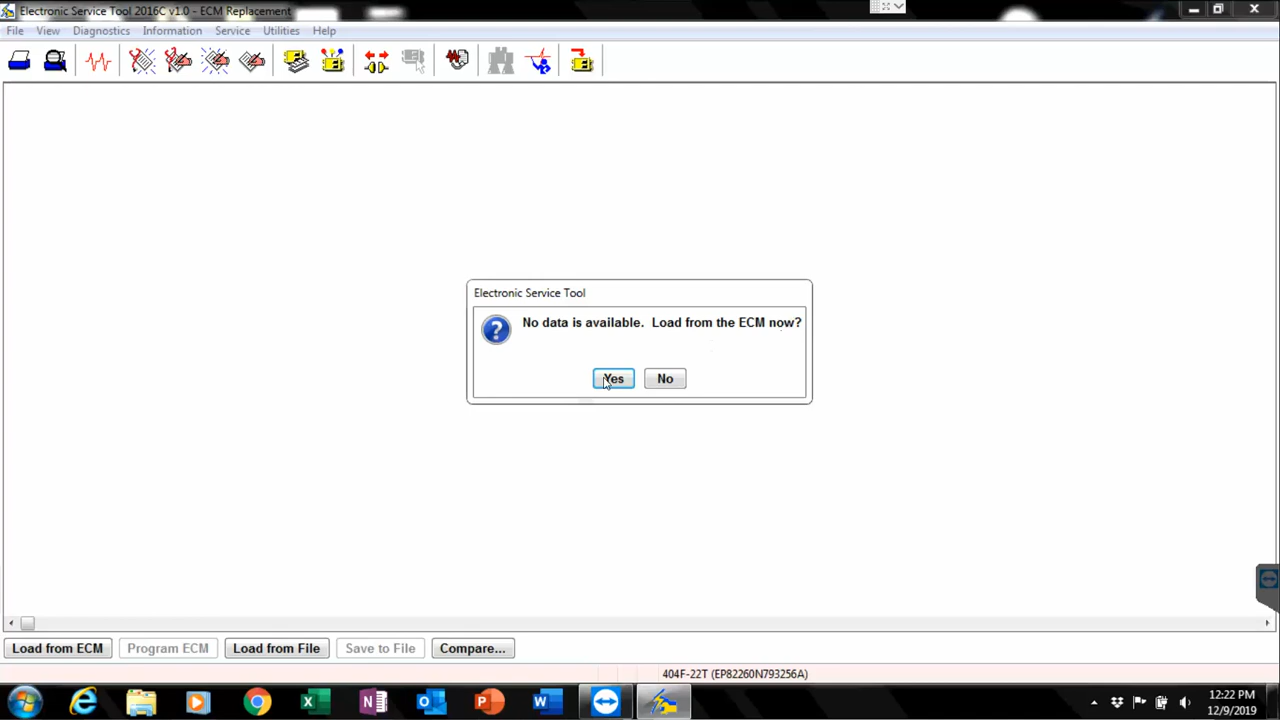 Electronic Service Tool 2016C v1.0 - ECM Replacement
File View Diagnostics Information Service Utilities Help
Electronic Service Tool
No data is available. Load from the ECM now?
Yes No
Load from ECM Program ECM Load from File Save to File Compare...
404F-22T (EP82260N793256A)
12:22 PM
12/9/2019